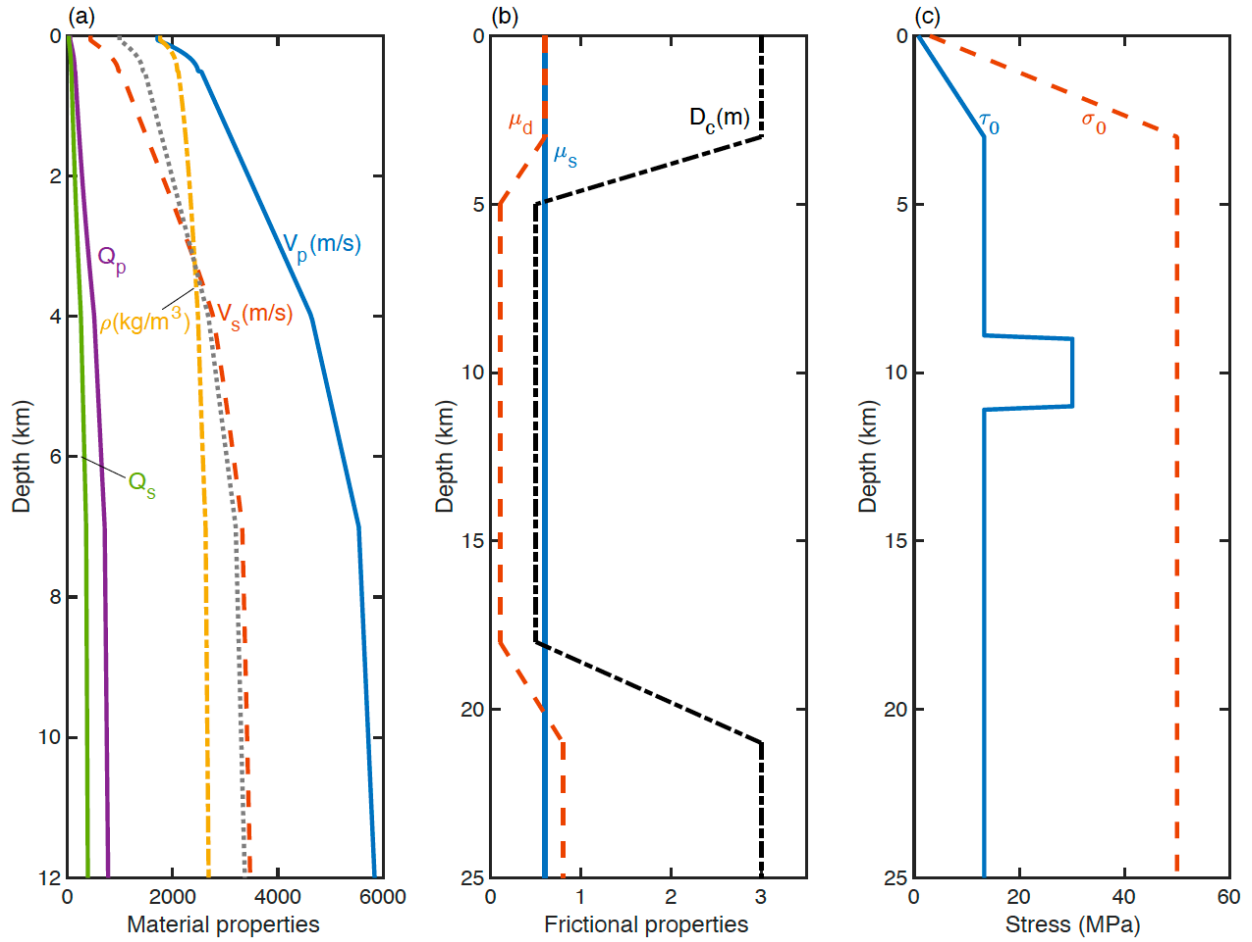 (a)
0
2
4
6
8
10
12
Depth (km)
Q_p
V_p(m/s)
ρ(kg/m³)
V_s(m/s)
Q_s
0 2000 4000 6000
Material properties
(b)
0
5
10
15
20
25
Depth (km)
μ_d
D_c(m)
μ_s
0 1 2 3
Frictional properties
(c)
0
5
10
15
20
25
Depth (km)
τ_0
σ_0
0 20 40 60
Stress (MPa)